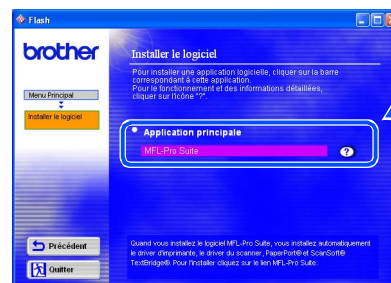 Flash
brother
Installer le logiciel
Pour installer une application logicielle, cliquer sur la barre
correspondant à cette application.
Pour le fonctionnement et des informations détaillées,
cliquer sur l'icône "?".
Menu Principal
Installer le logiciel
Application principale
MFL-Pro Suite
?
Précédent
Quitter
Quand vous installez le logiciel MFL-Pro Suite, vous installez automatiquement
le driver d'imprimante, le driver du scanner, PaperPort® et ScanSoft®
TextBridge®. Pour l'installer cliquez sur le lien MFL-Pro Suite.